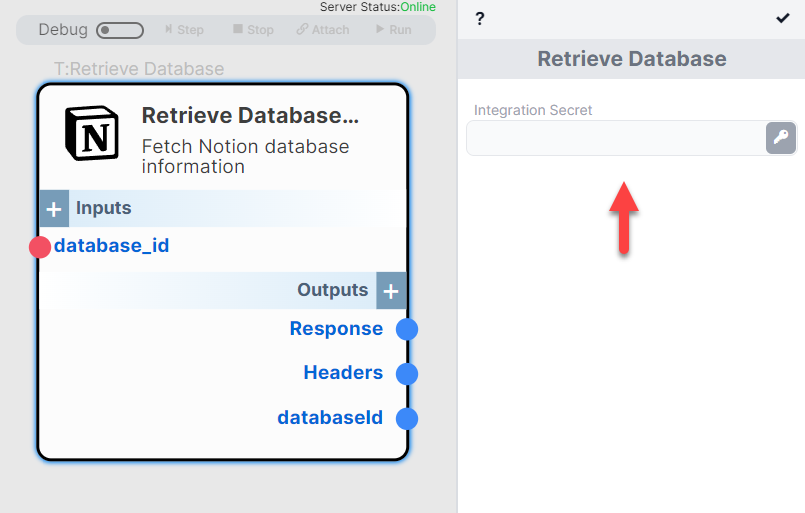 Server Status:Online
Debug Step Stop Attach Run
T:Retrieve Database
N
Retrieve Database...
Fetch Notion database
information
+ Inputs
database_id
Outputs +
Response
Headers
databaseId
?
Retrieve Database
Integration Secret